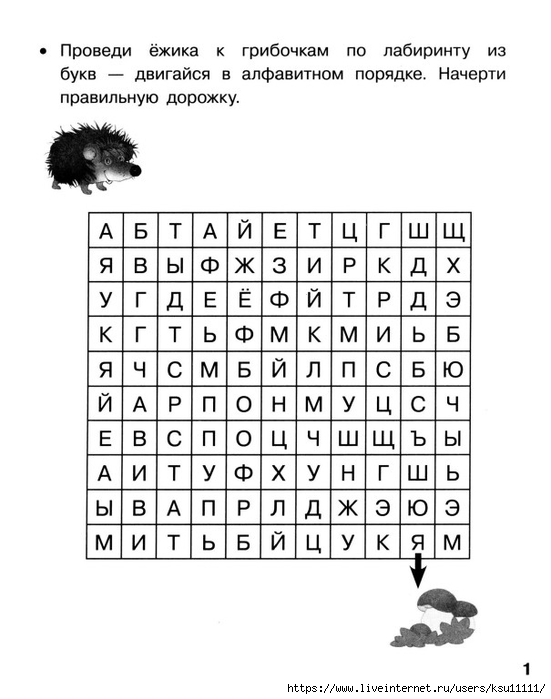 • Проведи ёжика к грибочкам по лабиринту из
букв — двигайся в алфавитном порядке. Начерти
правильную дорожку.
А Б Т А Й Е Т Ц Г Ш Щ
Я В Ы Ф Ж З И Р К Д Х
У Г Д Е Ё Ф Й Т Р Д Э
К Г Т Ь Ф М К М И Ь Б
Я Ч С М Б Й Л П С Б Ю
Й А Р П О Н М У Ц С Ч
Е В С П О Ц Ч Ш Щ Ъ Ы
А И Т У Ф Х У Н Г Ш Ь
Ы В А П Р Л Д Ж Э Ю Э
М И Т Ь Б Й Ц У К Я М
1
https://www.liveinternet.ru/users/ksu11111/